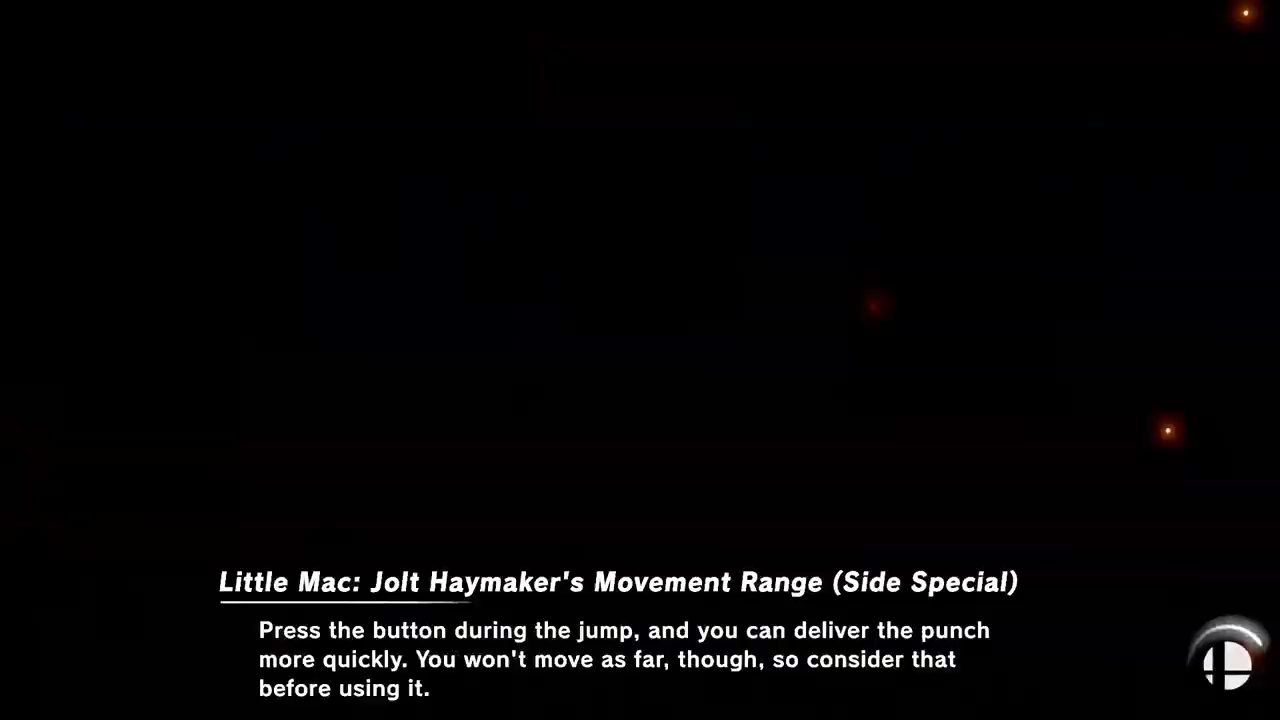 Little Mac: Jolt Haymaker's Movement Range (Side Special)
Press the button during the jump, and you can deliver the punch
more quickly. You won't move as far, though, so consider that
before using it.